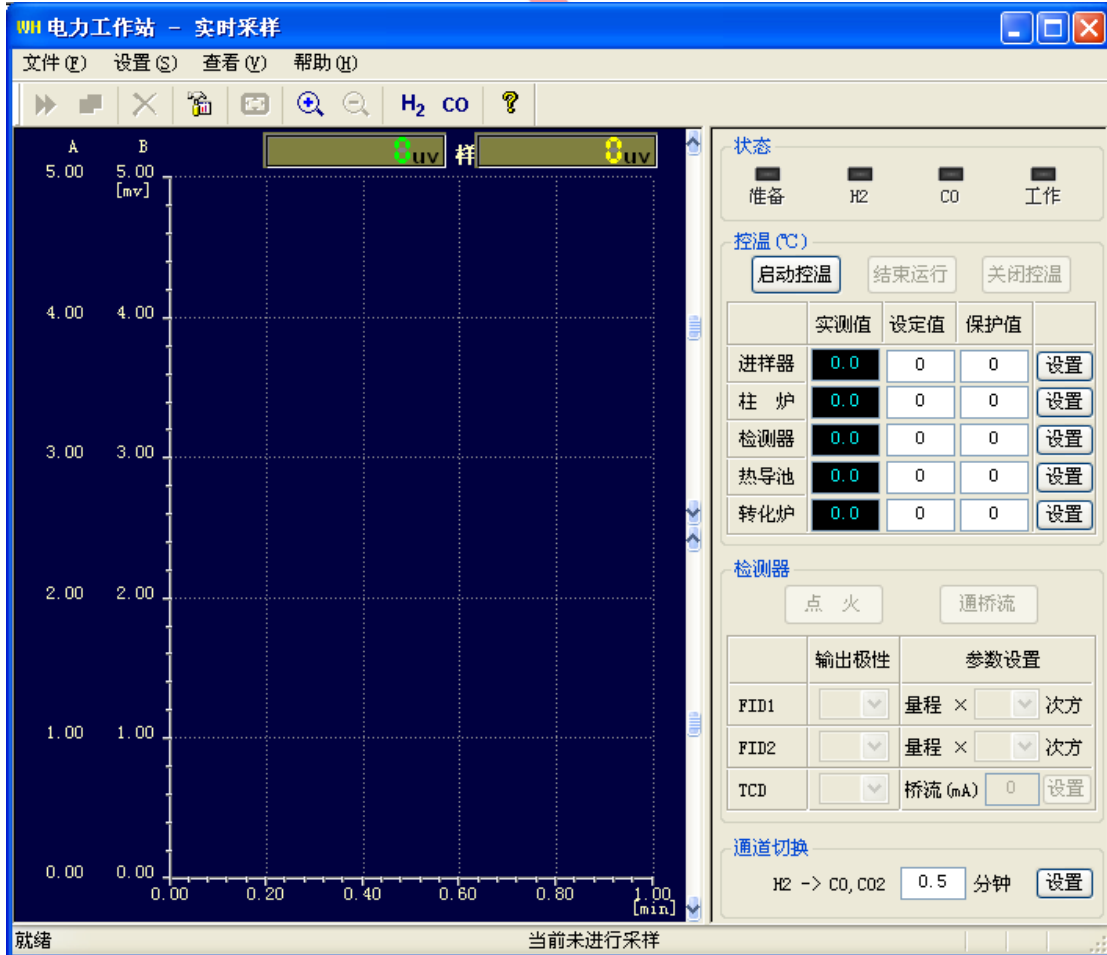 WH 电力工作站 - 实时采样
文件(F) 设置(S) 查看(V) 帮助(H)
H2 CO ?
A B
0uv 样 0uv
5.00 5.00
[mv]
4.00 4.00
3.00 3.00
2.00 2.00
1.00 1.00
0.00 0.00
0.00 0.20 0.40 0.60 0.80 1.00
[min]
状态
准备 H2 CO 工作
控温(℃)
启动控温 结束运行 关闭控温
实测值 设定值 保护值
进样器 0.0 0 0 设置
柱 炉 0.0 0 0 设置
检测器 0.0 0 0 设置
热导池 0.0 0 0 设置
转化炉 0.0 0 0 设置
检测器
点 火 通桥流
输出极性 参数设置
FID1 量程 × 次方
FID2 量程 × 次方
TCD 桥流(mA) 0 设置
通道切换
H2 -> CO,CO2 0.5 分钟 设置
就绪 当前未进行采样